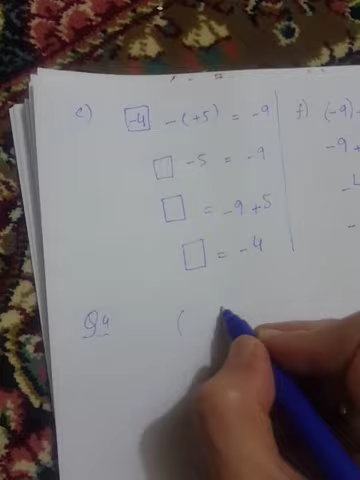 c) -4 -(+5) = -9
□ -5 = -9
□ = -9+5
□ = -4
f) (-9)-
-9+
-
Q4 (